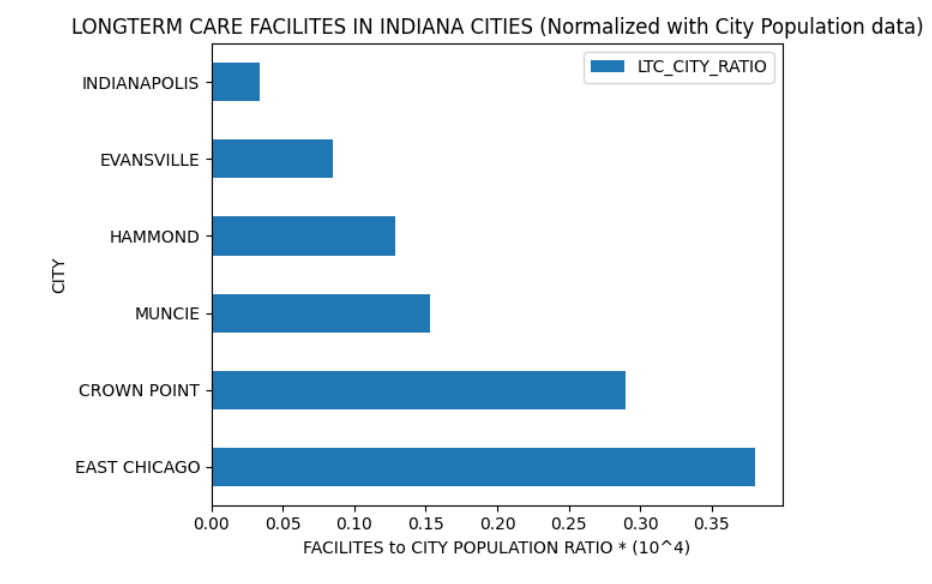 LONGTERM CARE FACILITES IN INDIANA CITIES (Normalized with City Population data)
LTC_CITY_RATIO
INDIANAPOLIS
EVANSVILLE
HAMMOND
MUNCIE
CROWN POINT
EAST CHICAGO
CITY
0.00 0.05 0.10 0.15 0.20 0.25 0.30 0.35
FACILITES to CITY POPULATION RATIO * (10^4)